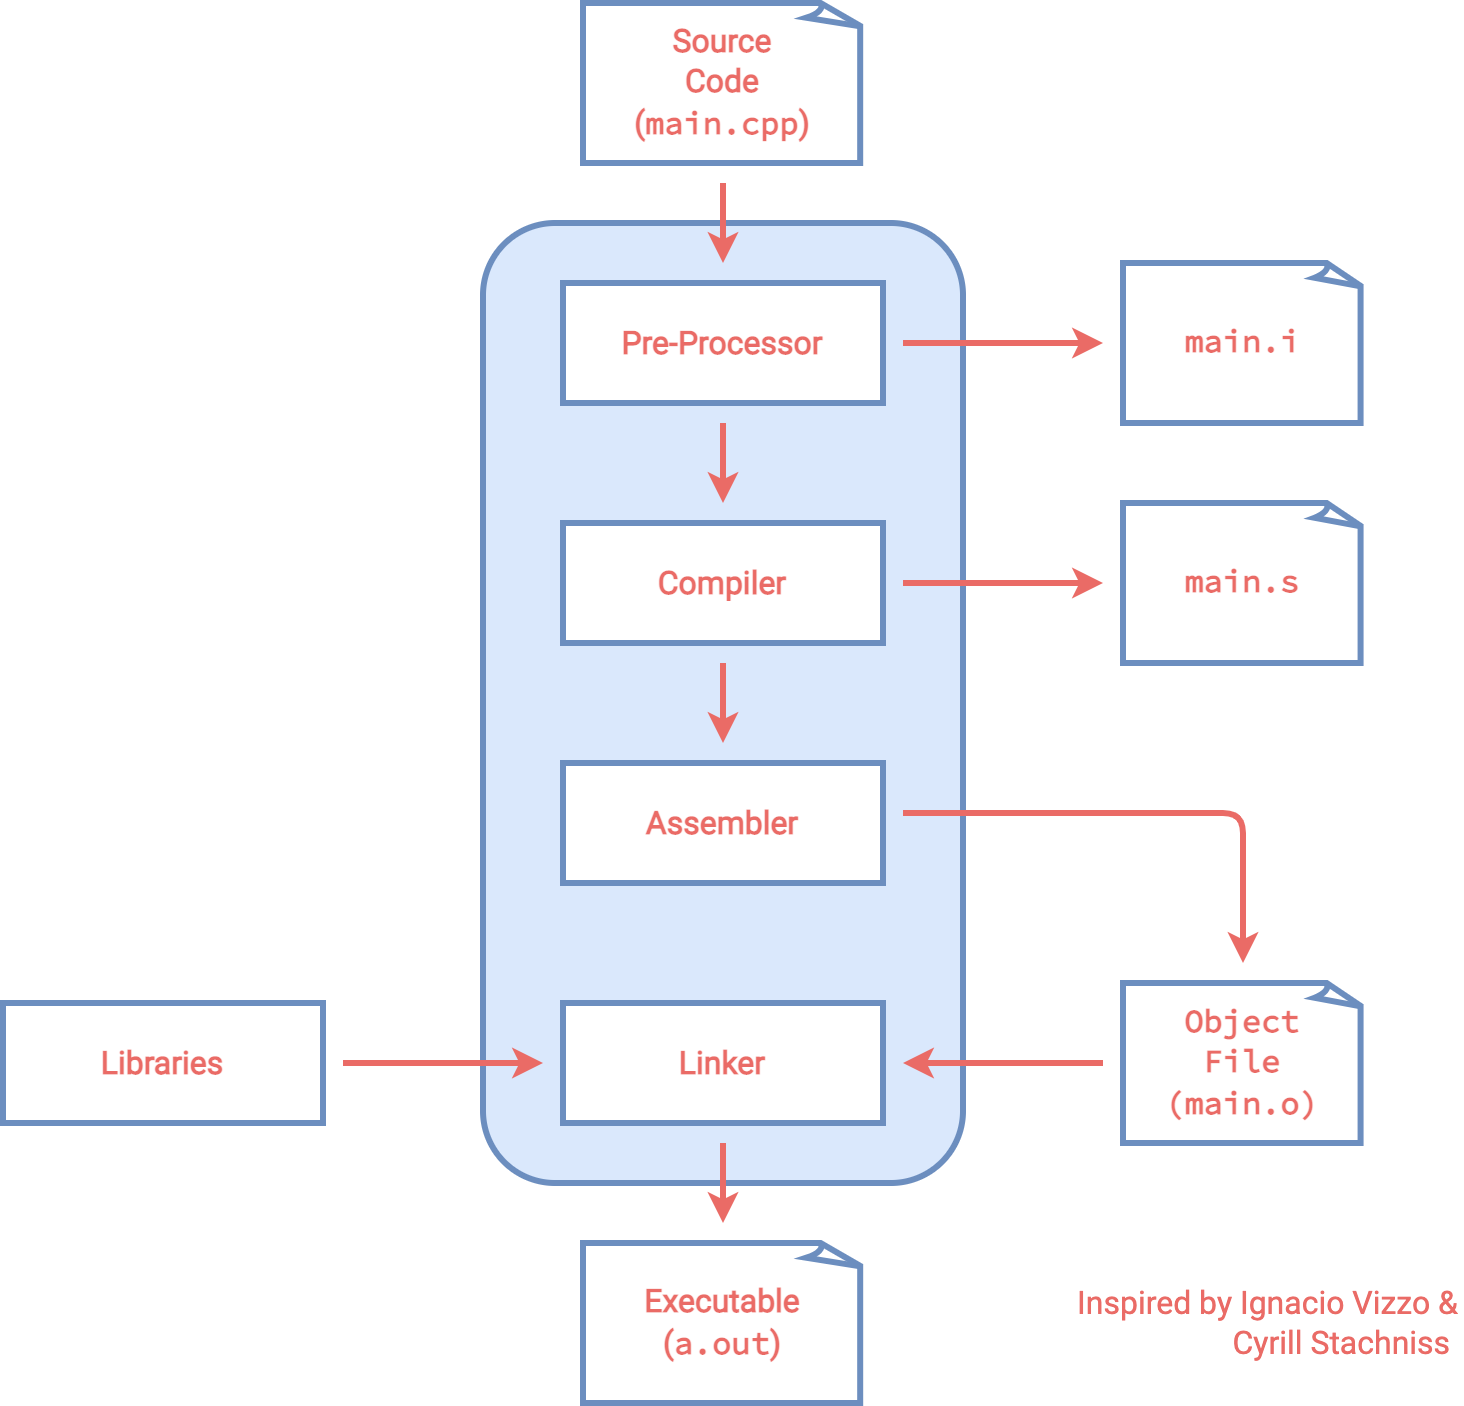 Source
Code
(main.cpp)
Pre-Processor
main.i
Compiler
main.s
Assembler
Libraries
Linker
Object
File
(main.o)
Executable
(a.out)
Inspired by Ignacio Vizzo &
Cyrill Stachniss